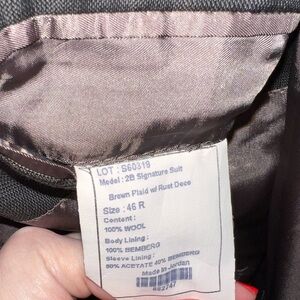 LOT : S60319
Model : 2B Signature Suit
Brown Plaid w/ Rust Deco
Size : 46 R
Content :
100% WOOL
Body Lining :
100% BEMBERG
Sleeve Lining :
60% ACETATE 40% BEMBERG
Made in Jordan